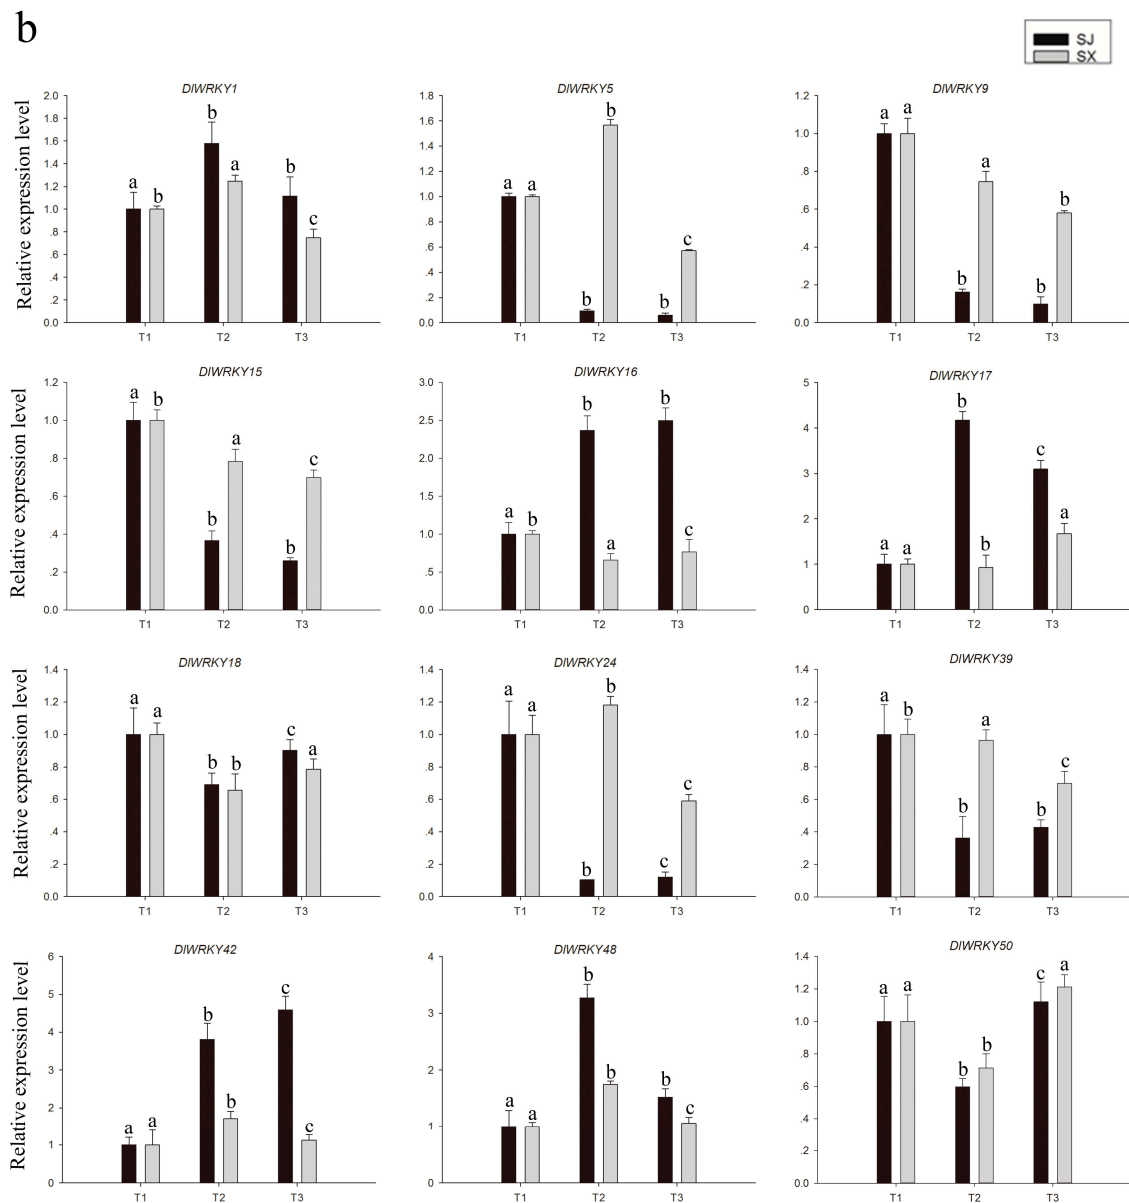 b
SJ
SX
DlWRKY1
DlWRKY5
DlWRKY9
Relative expression level
2.0
1.8
1.6
1.4
1.2
1.0
.8
.6
.4
.2
0.0
a
b
b
a
b
c
T1
T2
T3
1.8
1.6
1.4
1.2
1.0
.8
.6
.4
.2
0.0
a
a
b
b
b
c
T1
T2
T3
1.2
1.0
.8
.6
.4
.2
0.0
a
a
b
a
b
b
T1
T2
T3
DlWRKY15
DlWRKY16
DlWRKY17
Relative expression level
1.2
1.0
.8
.6
.4
.2
0.0
a
b
b
a
b
c
T1
T2
T3
3.0
2.5
2.0
1.5
1.0
.5
0.0
a
b
b
a
b
c
T1
T2
T3
5
4
3
2
1
0
a
a
b
b
c
a
T1
T2
T3
DlWRKY18
DlWRKY24
DlWRKY39
Relative expression level
1.4
1.2
1.0
.8
.6
.4
.2
0.0
a
a
b
b
c
a
T1
T2
T3
1.4
1.2
1.0
.8
.6
.4
.2
0.0
a
a
b
b
c
c
T1
T2
T3
1.4
1.2
1.0
.8
.6
.4
.2
0.0
a
b
b
a
b
c
T1
T2
T3
DlWRKY42
DlWRKY48
DlWRKY50
Relative expression level
6
5
4
3
2
1
0
a
a
b
b
c
c
T1
T2
T3
4
3
2
1
0
a
a
b
b
b
c
T1
T2
T3
1.4
1.2
1.0
.8
.6
.4
.2
0.0
a
a
b
b
c
a
T1
T2
T3